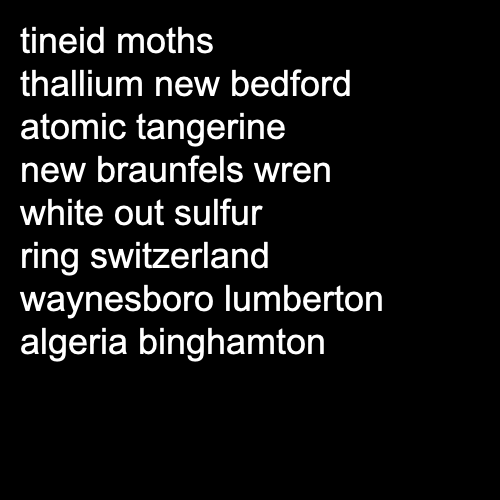 tineid moths
thallium new bedford
atomic tangerine
new braunfels wren
white out sulfur
ring switzerland
waynesboro lumberton
algeria binghamton